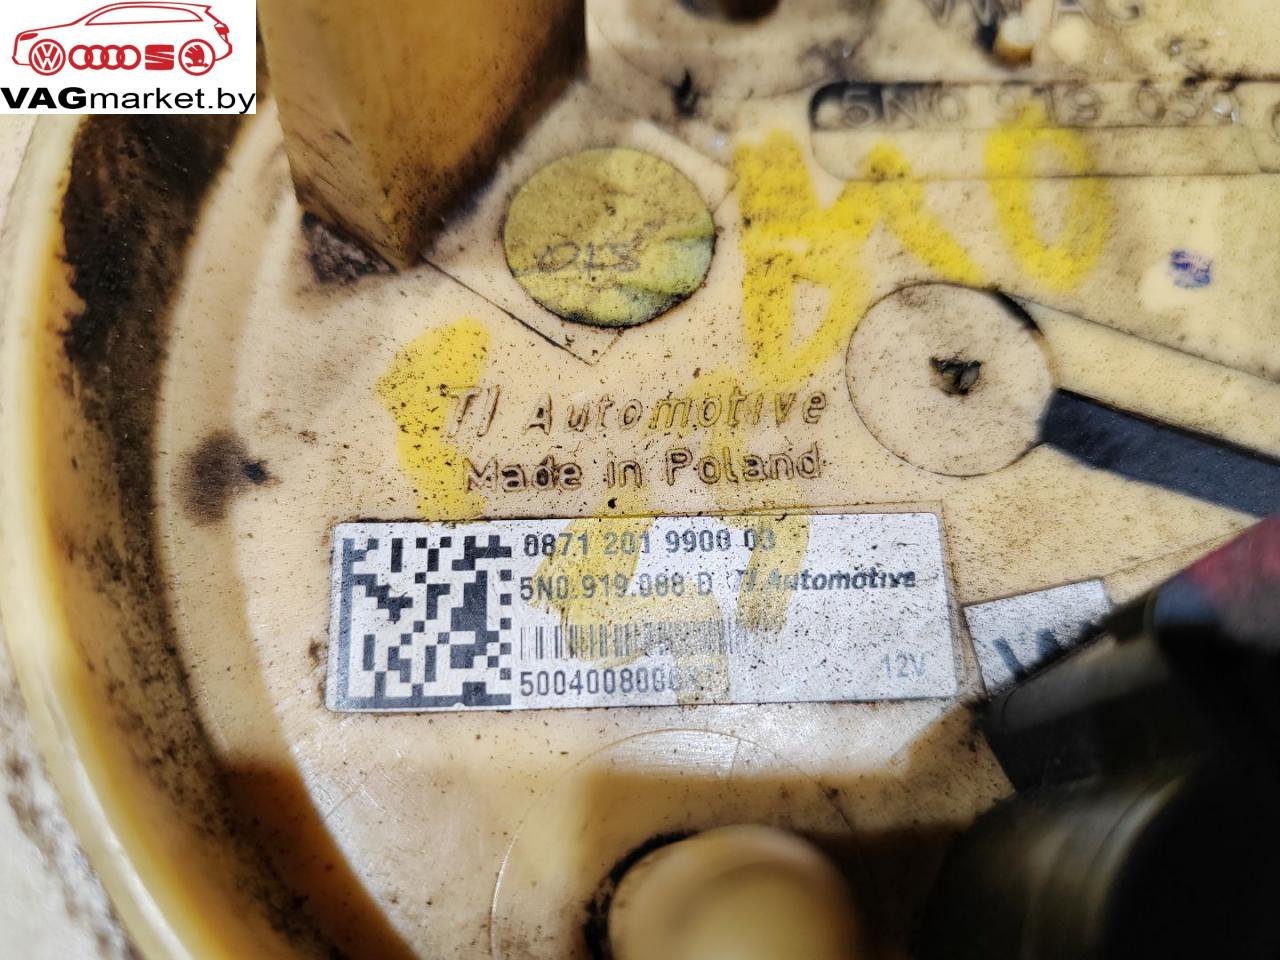 VAGmarket.by
5N0 919 059
TI Automotive
Made in Poland
0871 201 9900 03
5N0.919.088 D TI Automotive
12V